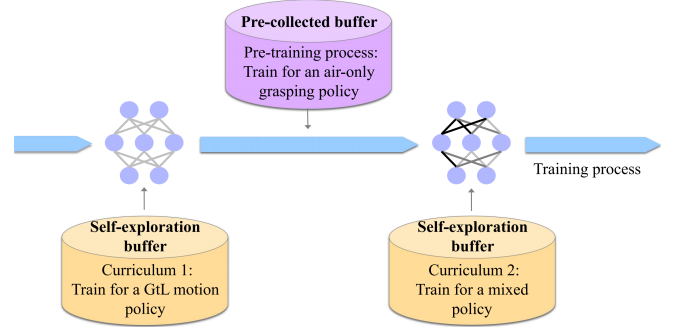 Pre-collected buffer
Pre-training process:
Train for an air-only
grasping policy
Training process
Self-exploration
buffer
Curriculum 1:
Train for a GtL motion
policy
Self-exploration
buffer
Curriculum 2:
Train for a mixed
policy